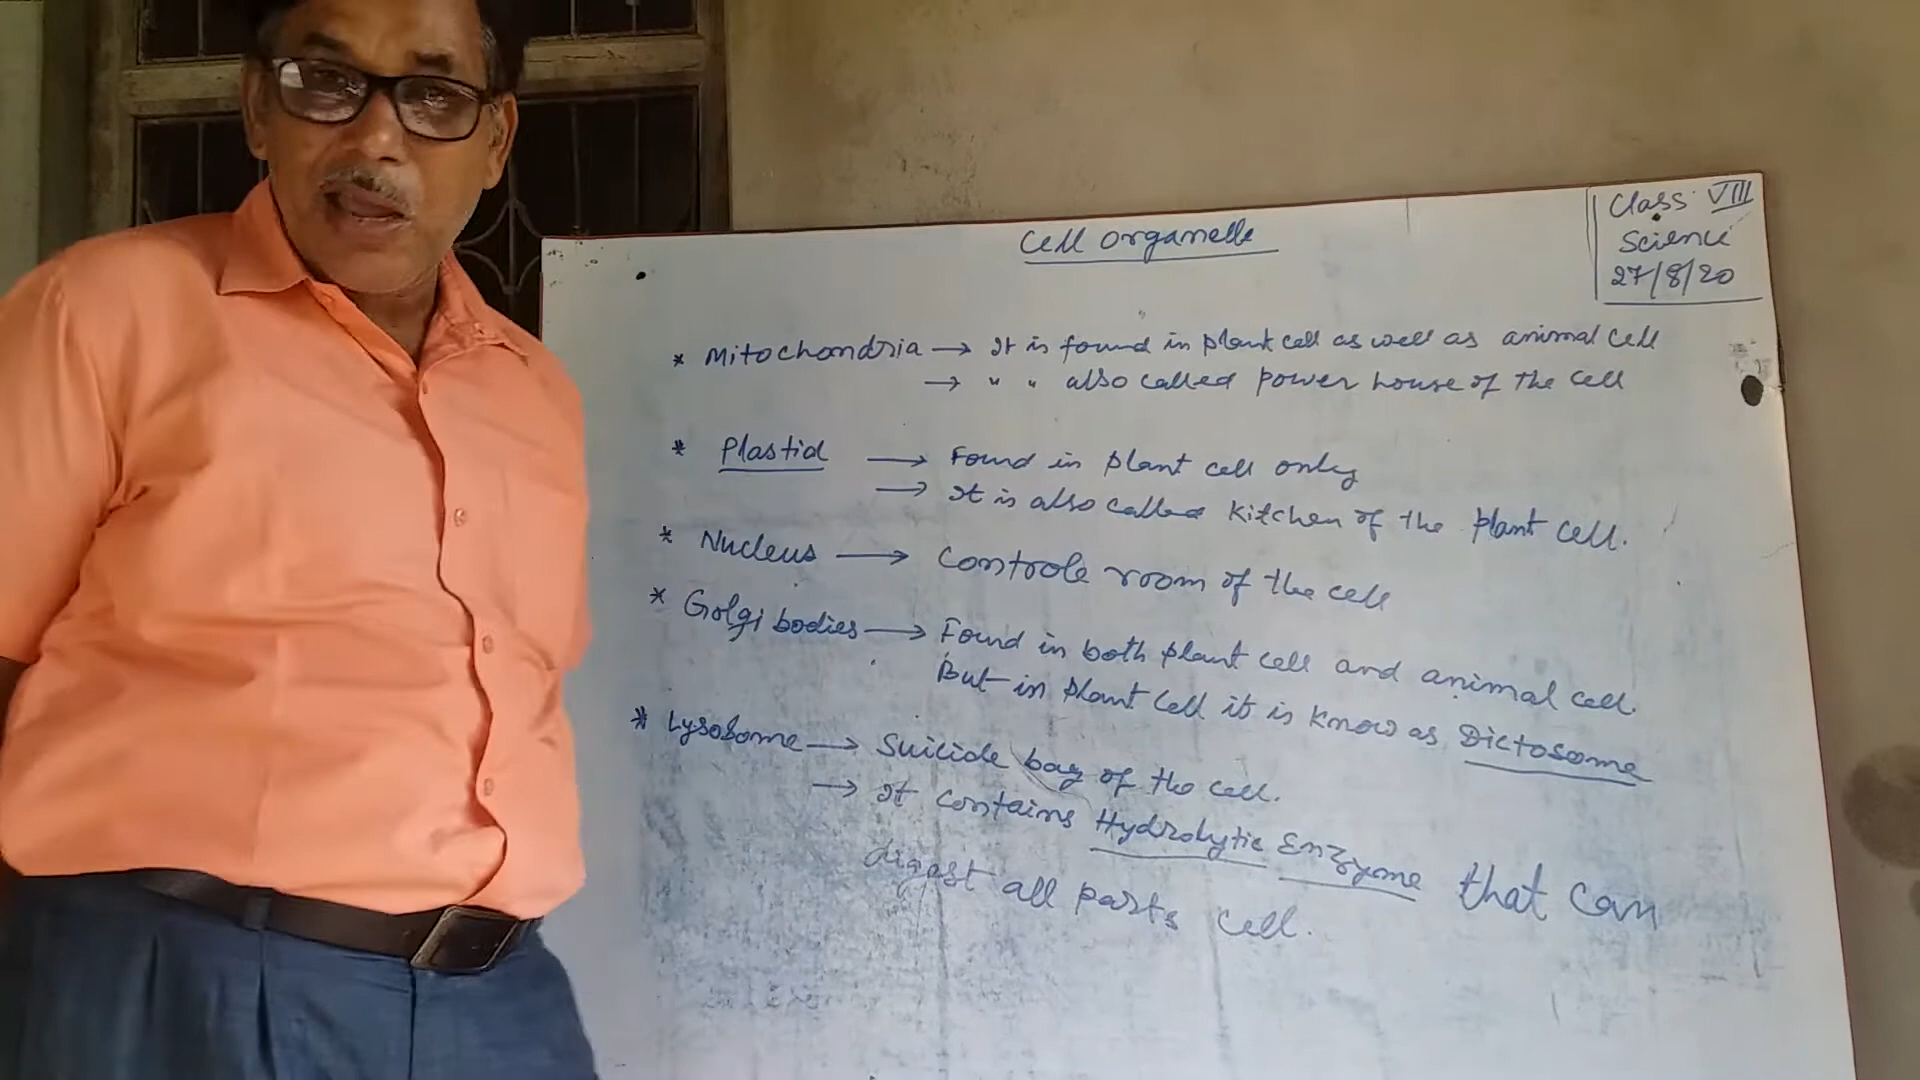 Class VIII
Science
27/8/20
Cell Organelle
* Mitochondria → It is found in plant cell as well as animal cell
→ " " also called power house of the cell
* Plastid → Found in plant cell only
→ It is also called Kitchen of the plant cell.
* Nucleus → Controle room of the cell
* Golgi bodies → Found in both plant cell and animal cell.
But in plant cell it is know as Dictosome
* Lysosome → Suicide bag of the cell.
→ It contains Hydrolytic Enzyme that can
digest all parts cell.